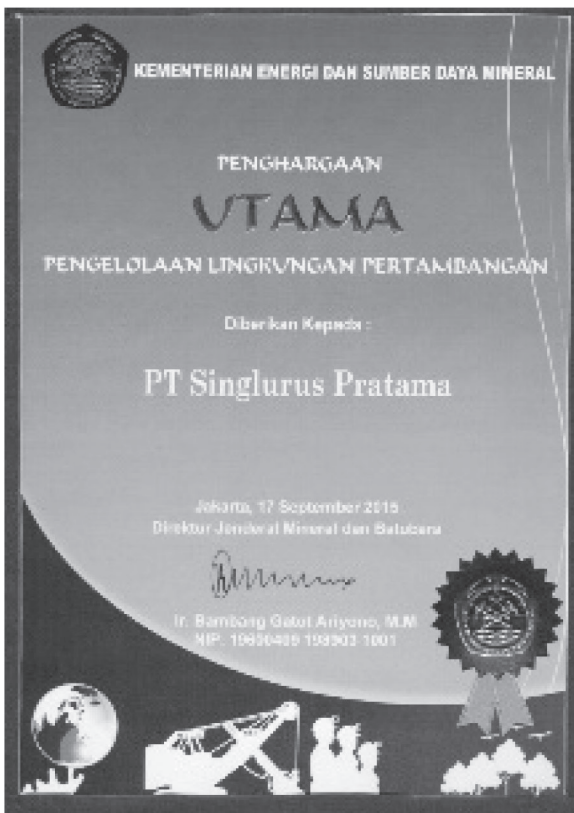 KEMENTERIAN ENERGI DAN SUMBER DAYA MINERAL
PENGHARGAAN
UTAMA
PENGELOLAAN LINGKUNGAN PERTAMBANGAN
Diberikan Kepada :
PT Singlurus Pratama
Jakarta, 17 September 2015
Direktur Jenderal Mineral dan Batubara
Ir. Bambang Gatot Ariyono, M.M
NIP.